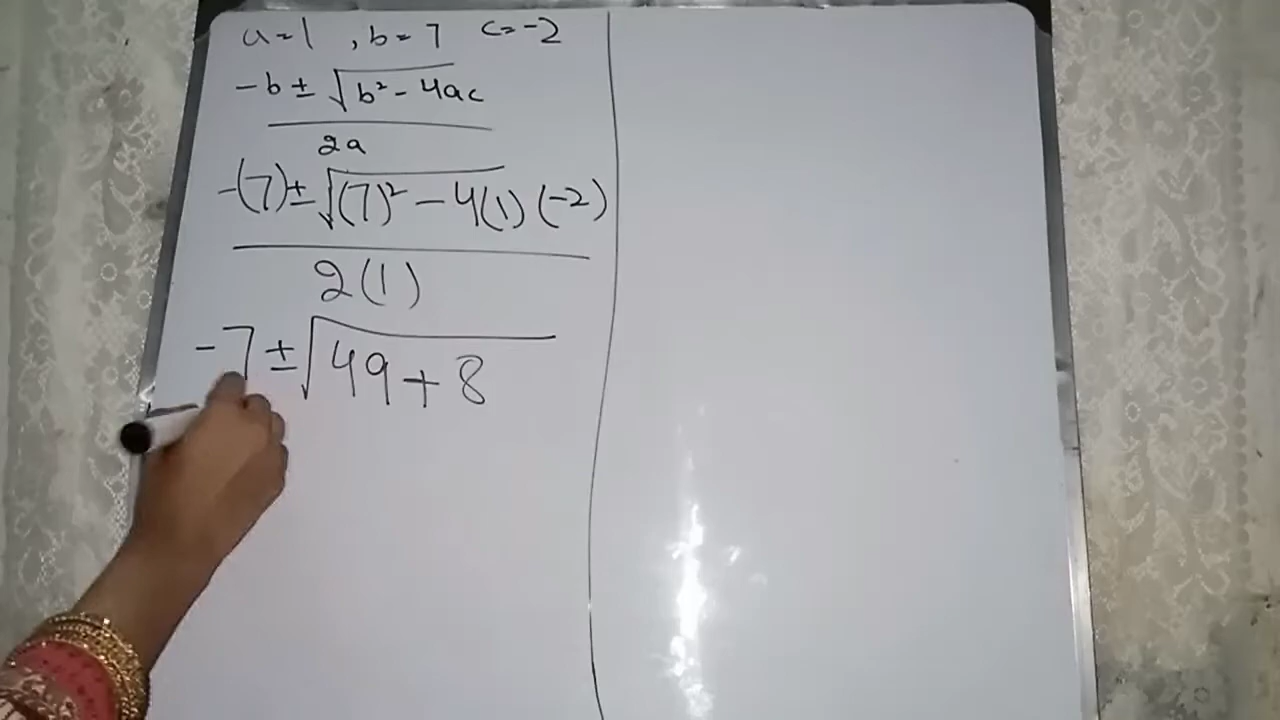 a=1 , b=7 c=-2
-b ± √b² - 4ac
2a
-(7) ± √(7)² - 4(1) (-2)
2(1)
-7 ± √49 + 8